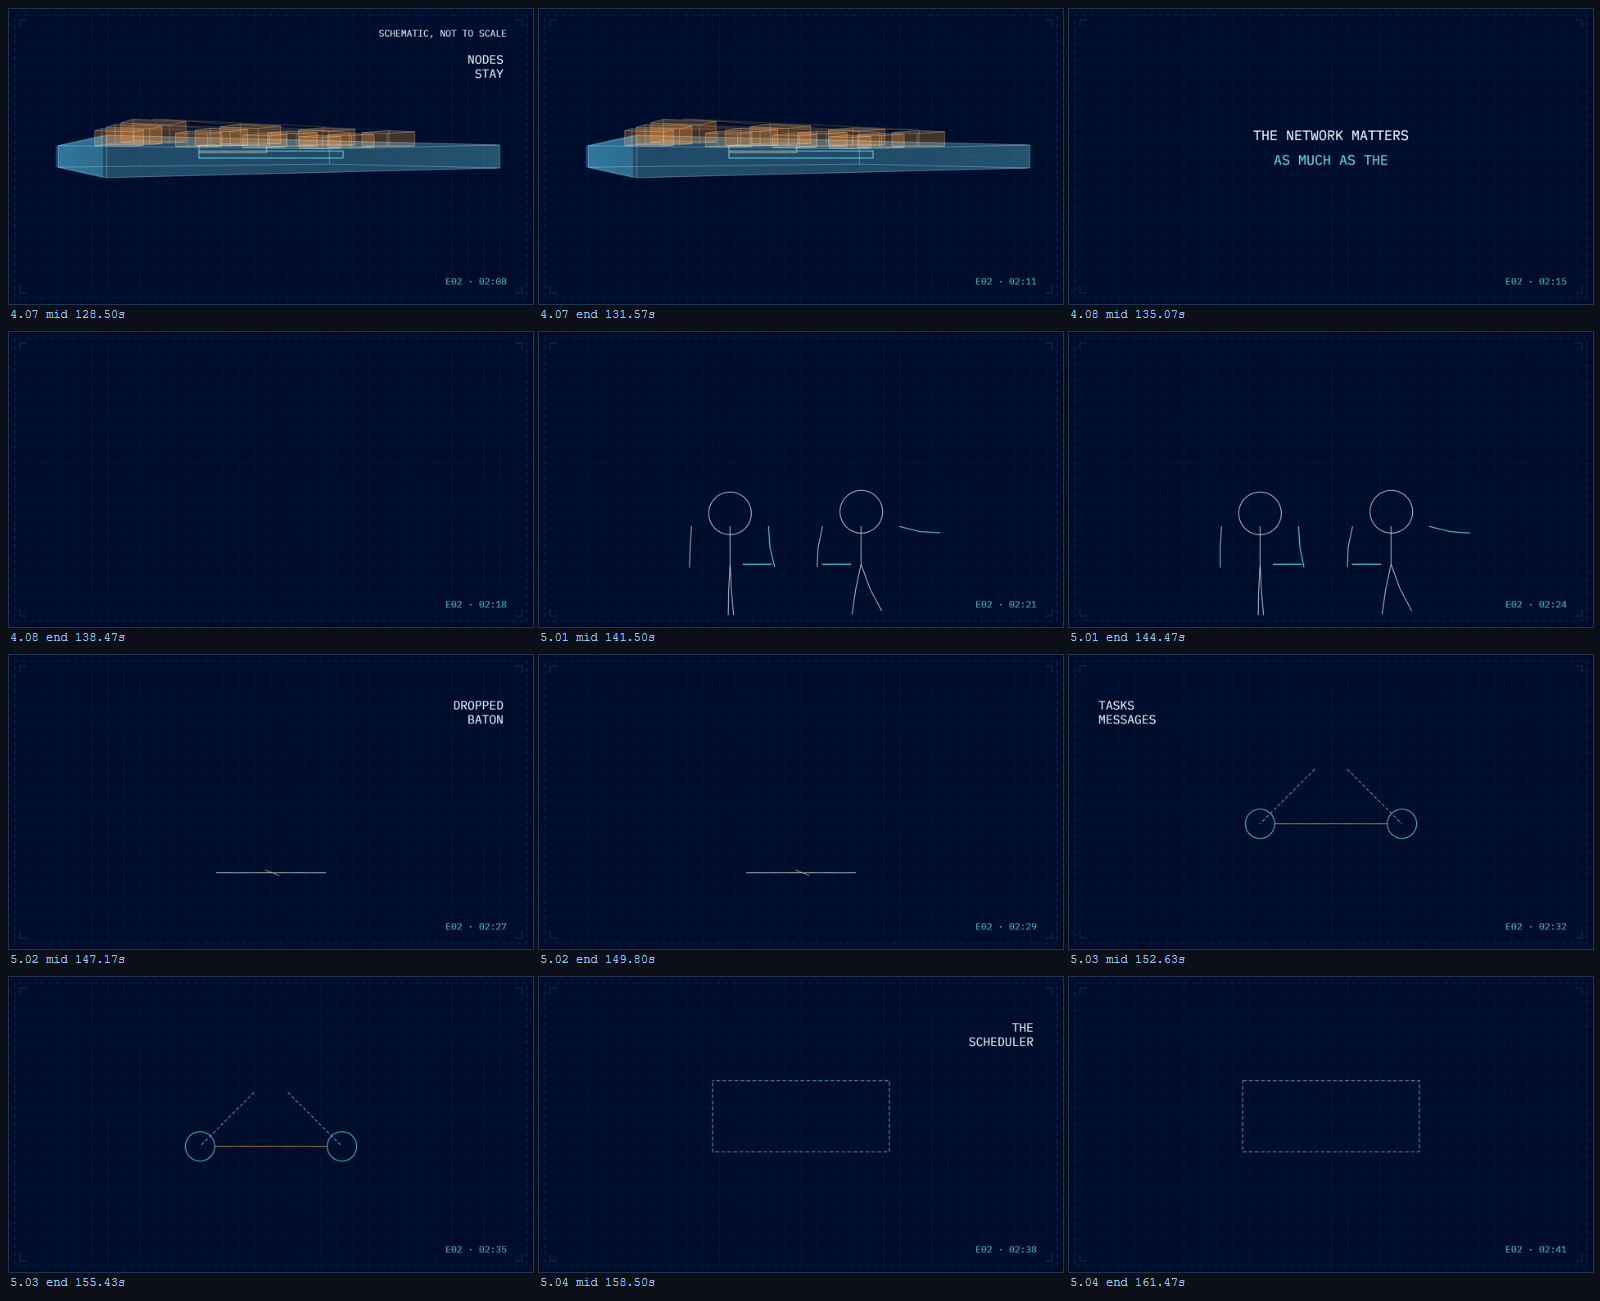 SCHEMATIC, NOT TO SCALE
NODES
STAY
E02 · 02:08
4.07 mid 128.50s
E02 · 02:11
4.07 end 131.57s
THE NETWORK MATTERS
AS MUCH AS THE
E02 · 02:15
4.08 mid 135.07s
E02 · 02:18
4.08 end 138.47s
E02 · 02:21
5.01 mid 141.50s
E02 · 02:24
5.01 end 144.47s
DROPPED
BATON
E02 · 02:27
5.02 mid 147.17s
E02 · 02:29
5.02 end 149.80s
TASKS
MESSAGES
E02 · 02:32
5.03 mid 152.63s
E02 · 02:35
5.03 end 155.43s
THE
SCHEDULER
E02 · 02:38
5.04 mid 158.50s
E02 · 02:41
5.04 end 161.47s